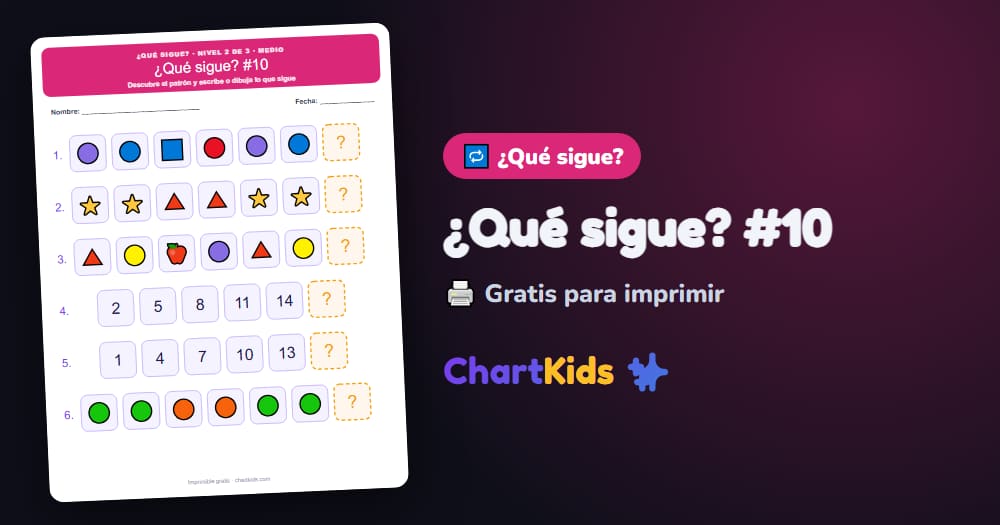 ¿QUÉ SIGUE? · NIVEL 2 DE 3 · MEDIO
¿Qué sigue? #10
Descubre el patrón y escribe o dibuja lo que sigue
Nombre: Fecha:
1. ?
2. ?
3. ?
4. 2 5 8 11 14 ?
5. 1 4 7 10 13 ?
6. ?
Imprimible gratis · chartkids.com
¿Qué sigue?
¿Qué sigue? #10
Gratis para imprimir
ChartKids